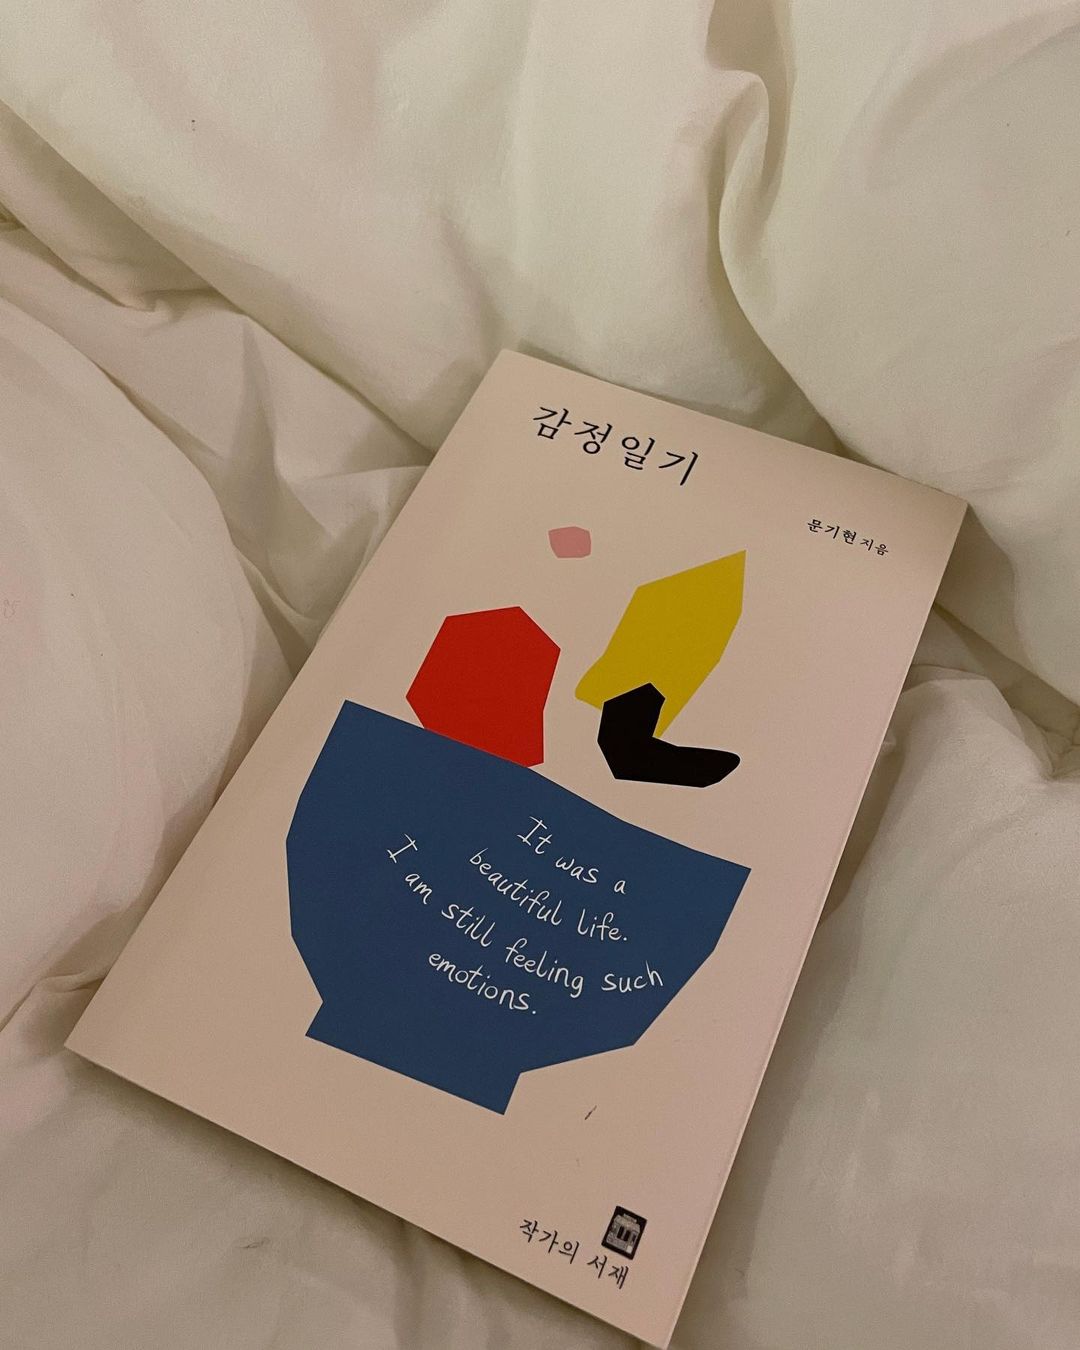 감정일기
문기현 지음
It was a
beautiful life.
I am still feeling such
emotions.
작가의 서재